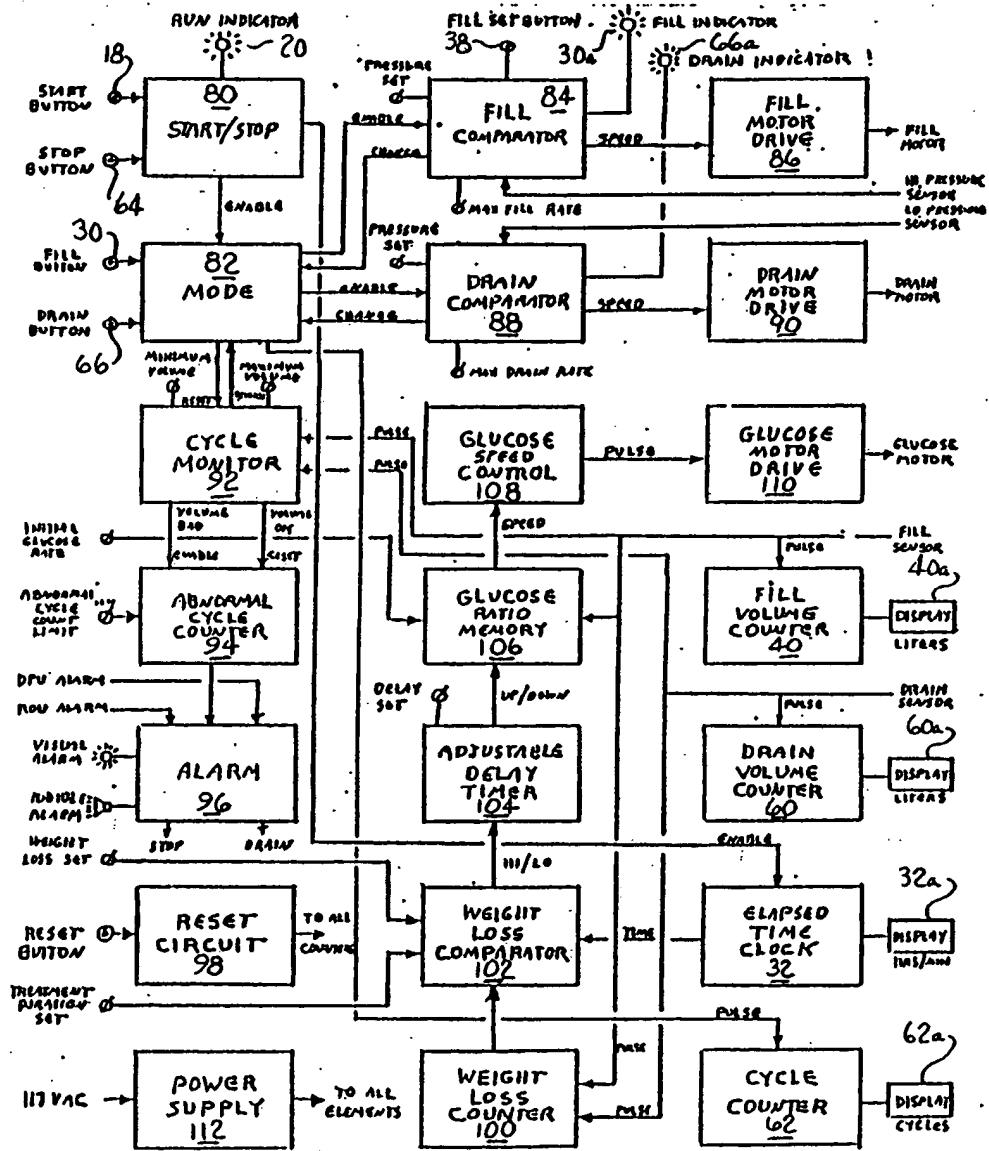 RUN INDICATOR
20
FILL SET BUTTON
38
30a
FILL INDICATOR
66a
DRAIN INDICATOR
18
START
BUTTON
80
START/STOP
STOP
BUTTON
64
ENABLE
PRESSURE
SET
84
FILL
COMPARATOR
ENABLE
CHANGE
SPEED
FILL
MOTOR
DRIVE
86
FILL
MOTOR
MAX FILL RATE
HI PRESSURE
SENSOR
LO PRESSURE
SENSOR
30
FILL
BUTTON
82
MODE
DRAIN
BUTTON
66
PRESSURE
SET
ENABLE
CHANGE
DRAIN
COMPARATOR
88
SPEED
DRAIN
MOTOR
DRIVE
90
DRAIN
MOTOR
MAX DRAIN RATE
MINIMUM
VOLUME
MAXIMUM
VOLUME
RESET
CYCLE
MONITOR
92
PULSE
PULSE
GLUCOSE
SPEED
CONTROL
108
PULSE
GLUCOSE
MOTOR
DRIVE
110
GLUCOSE
MOTOR
VOLUME
BAD
VOLUME
OK
ENABLE
RESET
SPEED
INITIAL
GLUCOSE
RATE
FILL
SENSOR
PULSE
40a
ABNORMAL
CYCLE
COUNT
LIMIT
ABNORMAL
CYCLE
COUNTER
94
GLUCOSE
RATIO
MEMORY
106
FILL
VOLUME
COUNTER
40
DISPLAY
LITERS
DPU ALARM
ROU ALARM
DELAY
SET
UP/DOWN
DRAIN
SENSOR
PULSE
60a
VISUAL
ALARM
AUDIBLE
ALARM
ALARM
96
ADJUSTABLE
DELAY
TIMER
104
DRAIN
VOLUME
COUNTER
60
DISPLAY
LITERS
STOP
DRAIN
WEIGHT
LOSS SET
HI/LO
ENABLE
32a
RESET
BUTTON
RESET
CIRCUIT
98
TO ALL
COUNTERS
WEIGHT
LOSS
COMPARATOR
102
TIME
ELAPSED
TIME
CLOCK
32
DISPLAY
HRS/MIN
TREATMENT
DURATION
SET
PULSE
62a
117 VAC
POWER
SUPPLY
112
TO ALL
ELEMENTS
WEIGHT
LOSS
COUNTER
100
PULSE
PULSE
CYCLE
COUNTER
62
DISPLAY
CYCLES